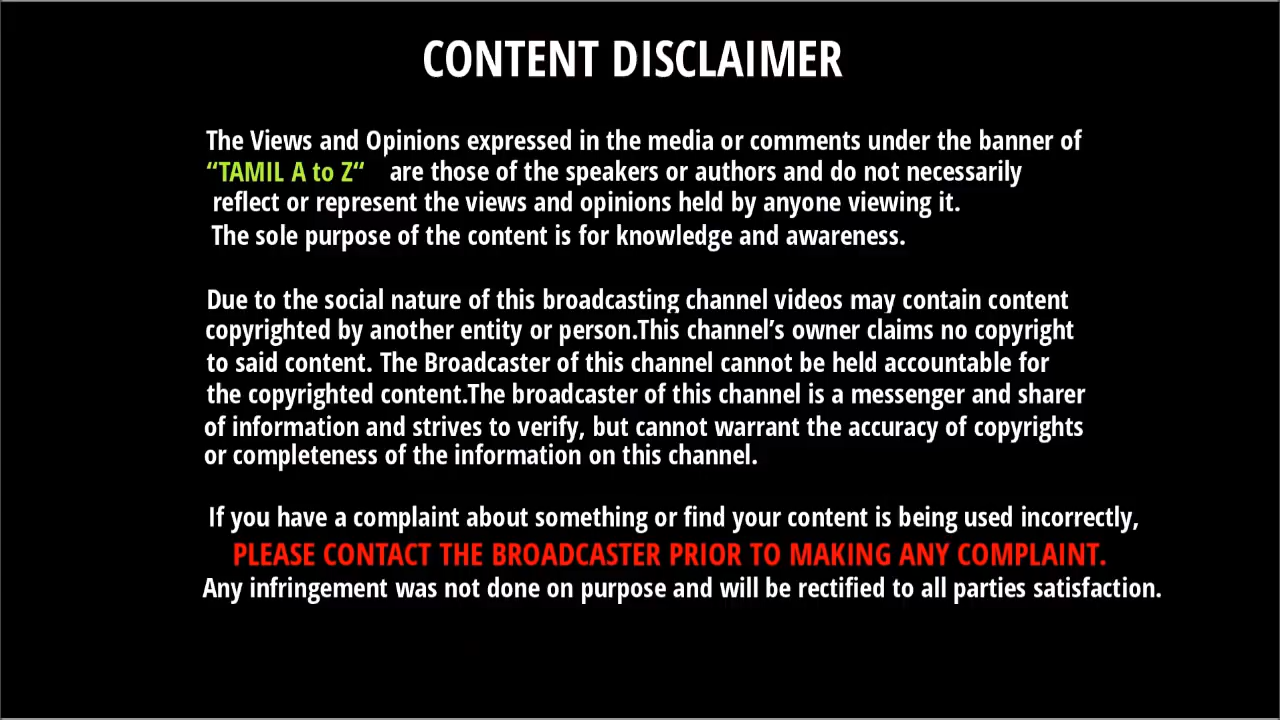 CONTENT DISCLAIMER
The Views and Opinions expressed in the media or comments under the banner of
“TAMIL A to Z“ are those of the speakers or authors and do not necessarily
reflect or represent the views and opinions held by anyone viewing it.
The sole purpose of the content is for knowledge and awareness.
Due to the social nature of this broadcasting channel videos may contain content
copyrighted by another entity or person.This channel’s owner claims no copyright
to said content. The Broadcaster of this channel cannot be held accountable for
the copyrighted content.The broadcaster of this channel is a messenger and sharer
of information and strives to verify, but cannot warrant the accuracy of copyrights
or completeness of the information on this channel.
If you have a complaint about something or find your content is being used incorrectly,
PLEASE CONTACT THE BROADCASTER PRIOR TO MAKING ANY COMPLAINT.
Any infringement was not done on purpose and will be rectified to all parties satisfaction.